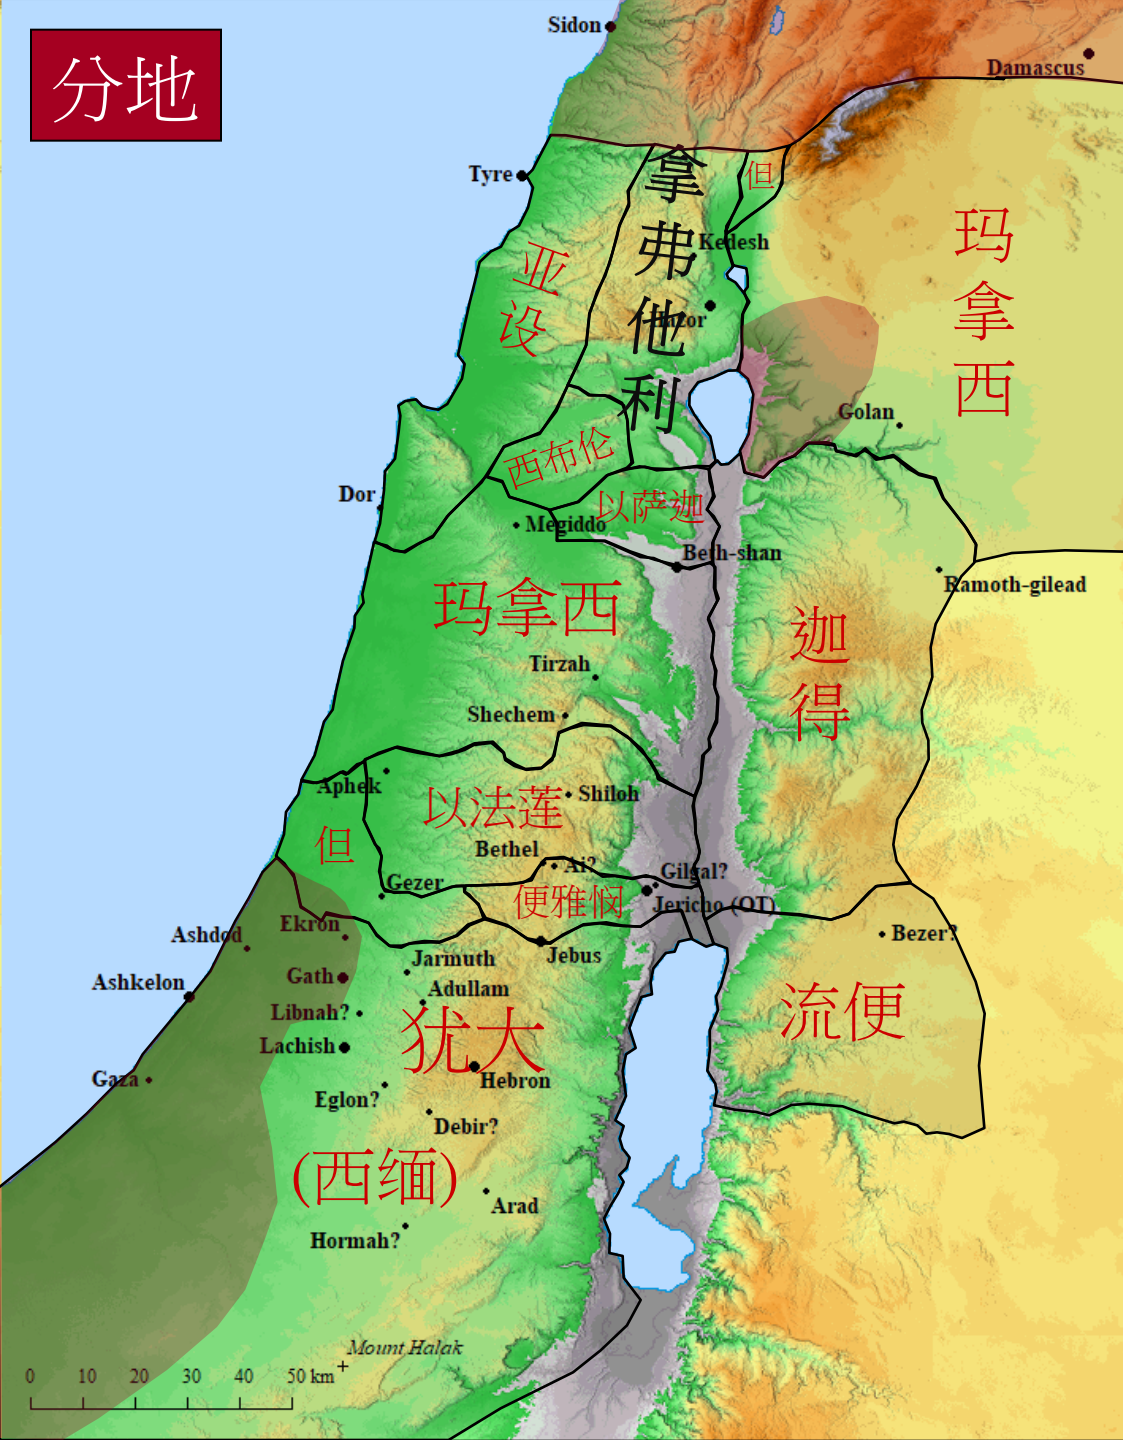 Sidon
分地
Damascus
Tyre
但
拿弗他利
玛拿西
Kedesh
亚设
Hazor
Golan
西布伦
Dor
以萨迦
Megiddo
Beth-shan
Ramoth-gilead
玛拿西
迦得
Tirzah
Shechem
Aphek
以法莲
Shiloh
但
Bethel
Ai?
Gilgal?
Gezer
便雅悯
Jericho (OT)
Ekron
Ashdod
Bezer?
Jebus
Jarmuth
Gath
Ashkelon
Adullam
Libnah?
流便
犹大
Lachish
Gaza
Hebron
Eglon?
Debir?
(西缅)
Arad
Hormah?
Mount Halak
0 10 20 30 40 50 km